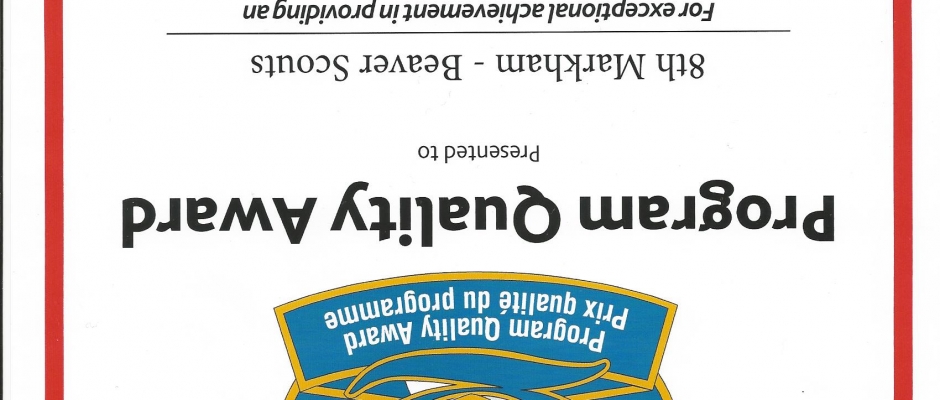 Program Quality Award
Prix qualité du programme
Program Quality Award
Presented to
8th Markham - Beaver Scouts
For exceptional achievement in providing an